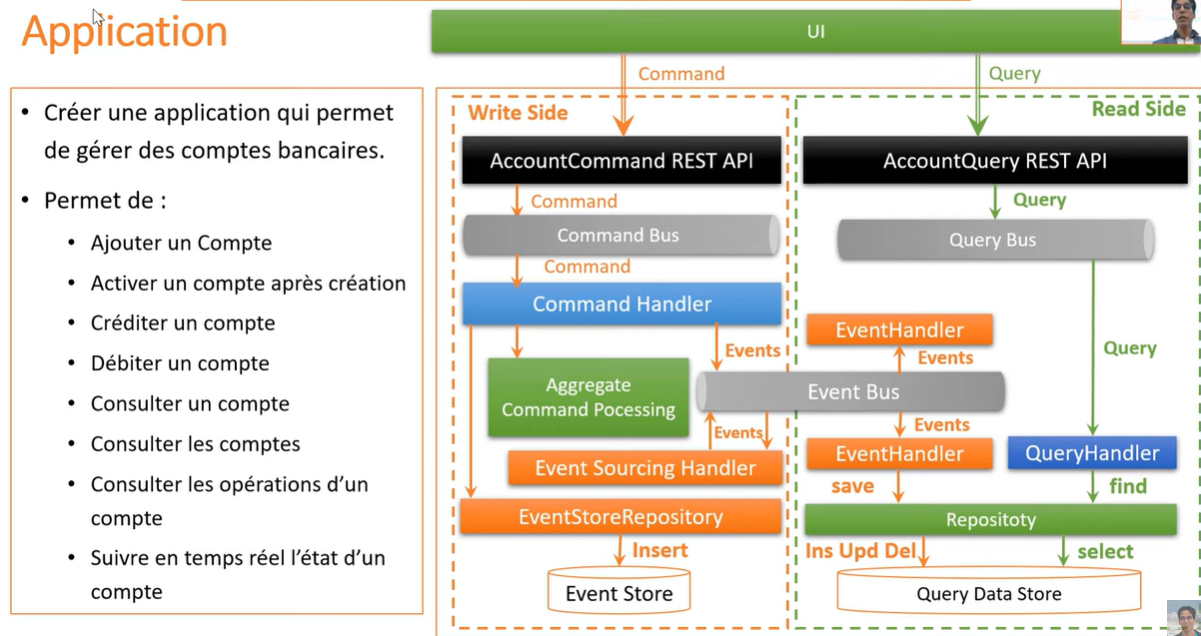 Application
• Créer une application qui permet
de gérer des comptes bancaires.
• Permet de :
• Ajouter un Compte
• Activer un compte après création
• Créditer un compte
• Débiter un compte
• Consulter un compte
• Consulter les comptes
• Consulter les opérations d’un
compte
• Suivre en temps réel l’état d’un
compte
UI
Command
Query
Write Side
Read Side
AccountCommand REST API
AccountQuery REST API
Command
Query
Command Bus
Query Bus
Command
Command Handler
EventHandler
Events
Events
Query
Aggregate
Command Pocessing
Event Bus
Events
Events
Event Sourcing Handler
EventHandler
QueryHandler
save
find
EventStoreRepository
Repositoty
Insert
Ins Upd Del
select
Event Store
Query Data Store